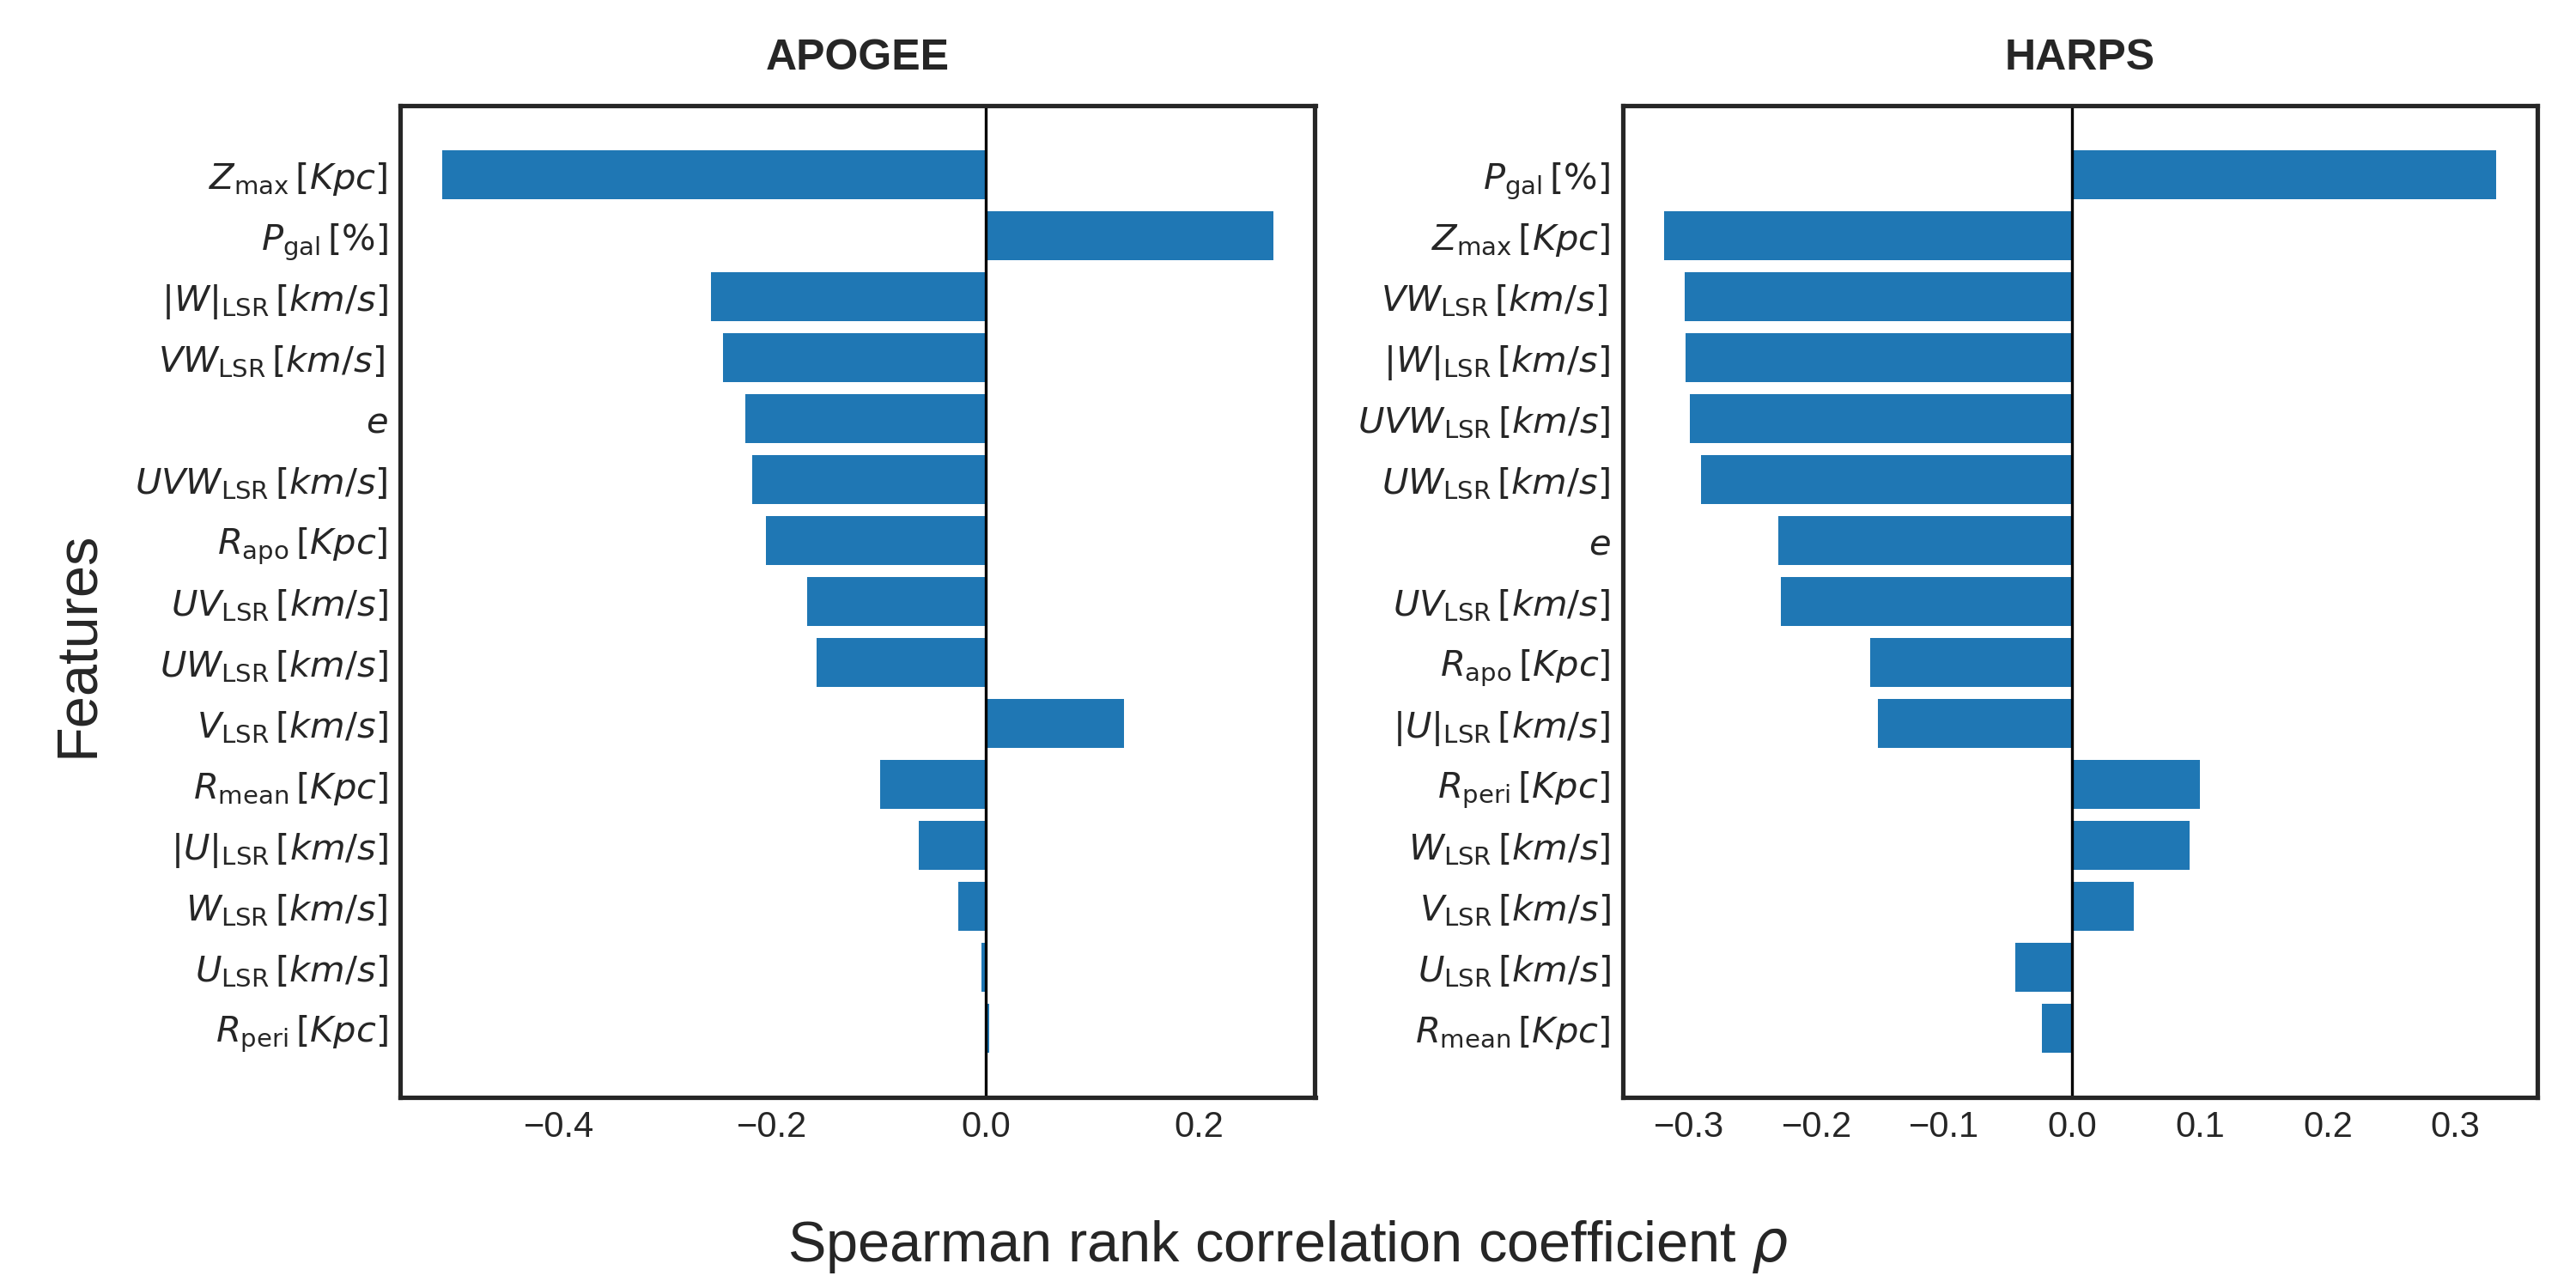 APOGEE
HARPS
Features
Z_max [Kpc]
P_gal [%]
|W|_LSR [km/s]
VW_LSR [km/s]
e
UVW_LSR [km/s]
R_apo [Kpc]
UV_LSR [km/s]
UW_LSR [km/s]
V_LSR [km/s]
R_mean [Kpc]
|U|_LSR [km/s]
W_LSR [km/s]
U_LSR [km/s]
R_peri [Kpc]
−0.4 −0.2 0.0 0.2
P_gal [%]
Z_max [Kpc]
VW_LSR [km/s]
|W|_LSR [km/s]
UVW_LSR [km/s]
UW_LSR [km/s]
e
UV_LSR [km/s]
R_apo [Kpc]
|U|_LSR [km/s]
R_peri [Kpc]
W_LSR [km/s]
V_LSR [km/s]
U_LSR [km/s]
R_mean [Kpc]
−0.3 −0.2 −0.1 0.0 0.1 0.2 0.3
Spearman rank correlation coefficient ρ